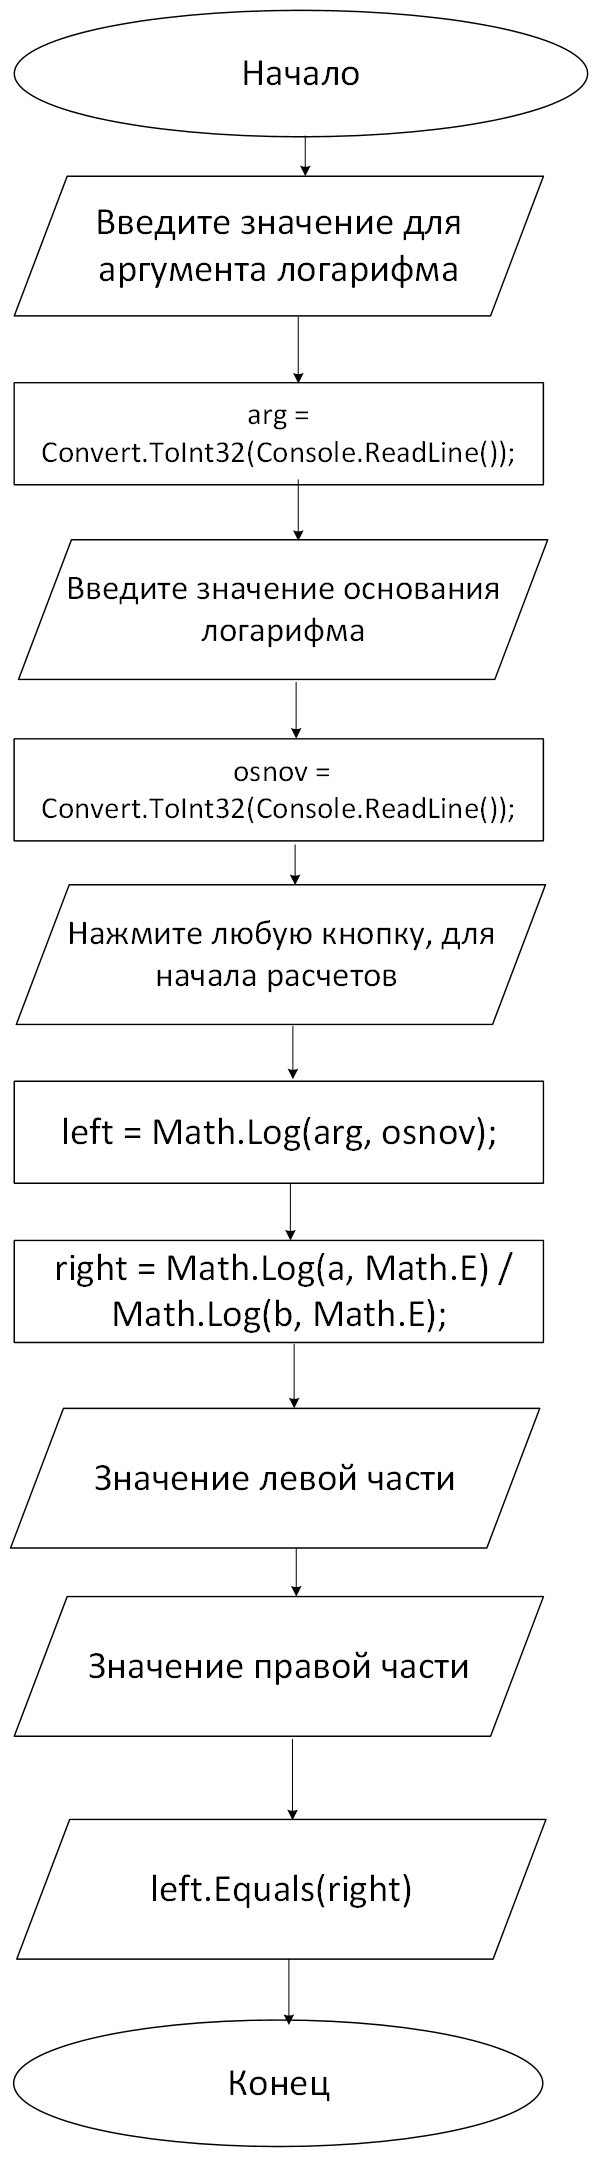 Начало
Введите значение для
аргумента логарифма
arg =
Convert.ToInt32(Console.ReadLine());
Введите значение основания
логарифма
osnov =
Convert.ToInt32(Console.ReadLine());
Нажмите любую кнопку, для
начала расчетов
left = Math.Log(arg, osnov);
right = Math.Log(a, Math.E) /
Math.Log(b, Math.E);
Значение левой части
Значение правой части
left.Equals(right)
Конец